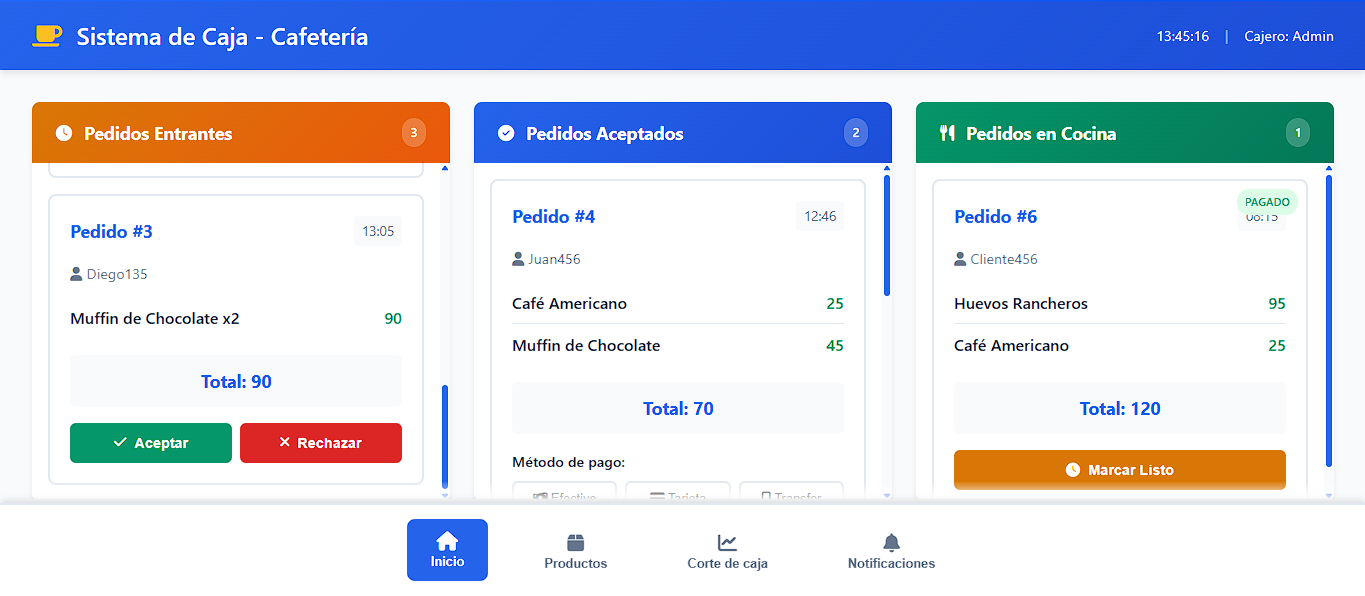 Sistema de Caja - Cafetería
13:45:16 | Cajero: Admin
Pedidos Entrantes 3
Pedido #3 13:05
Diego135
Muffin de Chocolate x2 90
Total: 90
Aceptar Rechazar
Pedidos Aceptados 2
Pedido #4 12:46
Juan456
Café Americano 25
Muffin de Chocolate 45
Total: 70
Método de pago:
Efectivo Tarjeta Transfer
Pedidos en Cocina 1
PAGADO
Pedido #6 08:15
Cliente456
Huevos Rancheros 95
Café Americano 25
Total: 120
Marcar Listo
Inicio Productos Corte de caja Notificaciones